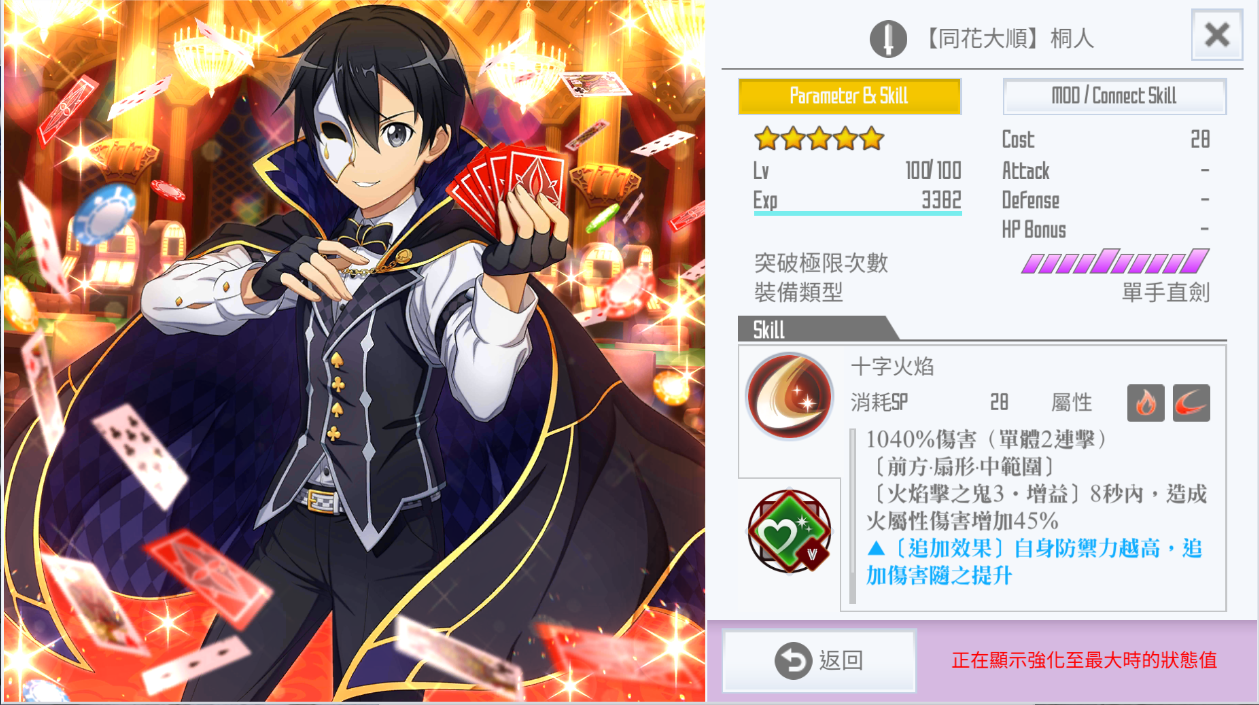 【同花大順】桐人
Parameter & Skill
MOD / Connect Skill
Lv 100/100
Exp 3382
Cost 28
Attack -
Defense -
HP Bonus -
突破極限次數
裝備類型 單手直劍
Skill
十字火焰
消耗SP 28 屬性
1040%傷害（單體2連擊）
〔前方·扇形·中範圍〕
〔火焰擊之鬼3・增益〕8秒內，造成
火屬性傷害增加45%
▲〔追加效果〕自身防禦力越高，追
加傷害隨之提升
V
返回
正在顯示強化至最大時的狀態值